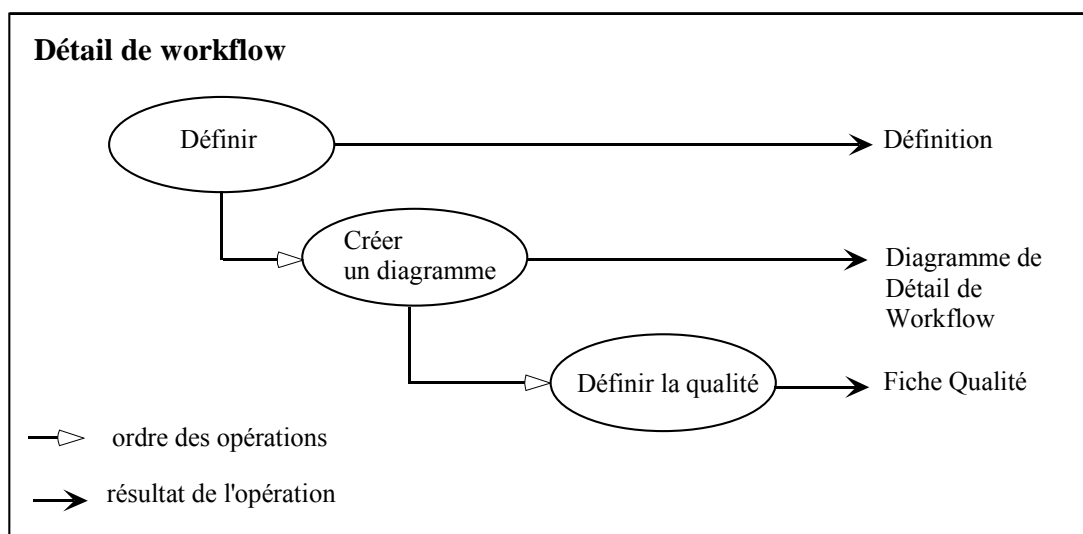 Détail de workflow
Définir
Définition
Créer
un diagramme
Diagramme de
Détail de
Workflow
Définir la qualité
Fiche Qualité
ordre des opérations
résultat de l'opération